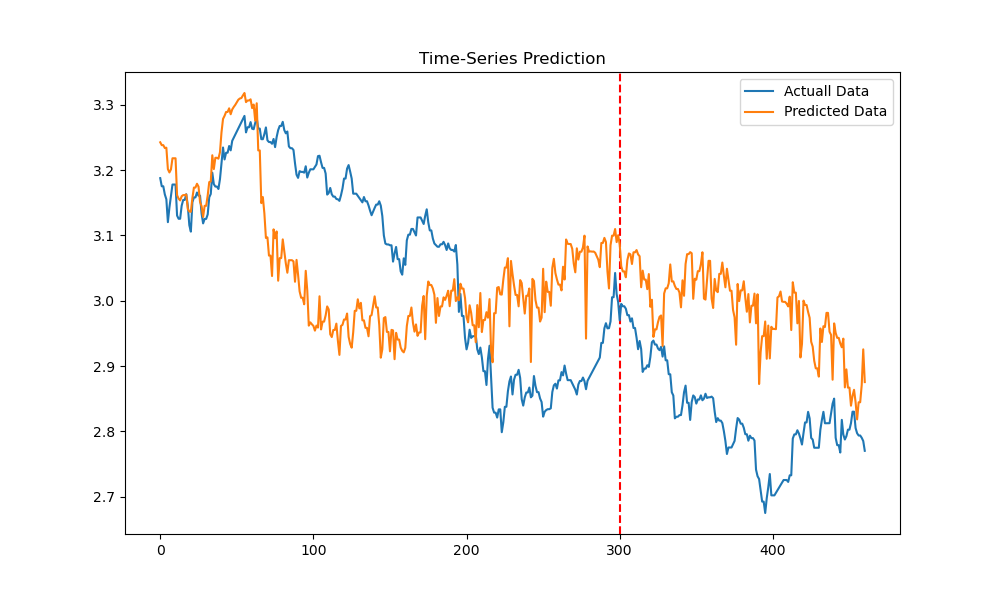 Time-Series Prediction
Actuall Data
Predicted Data
3.3
3.2
3.1
3.0
2.9
2.8
2.7
0 100 200 300 400